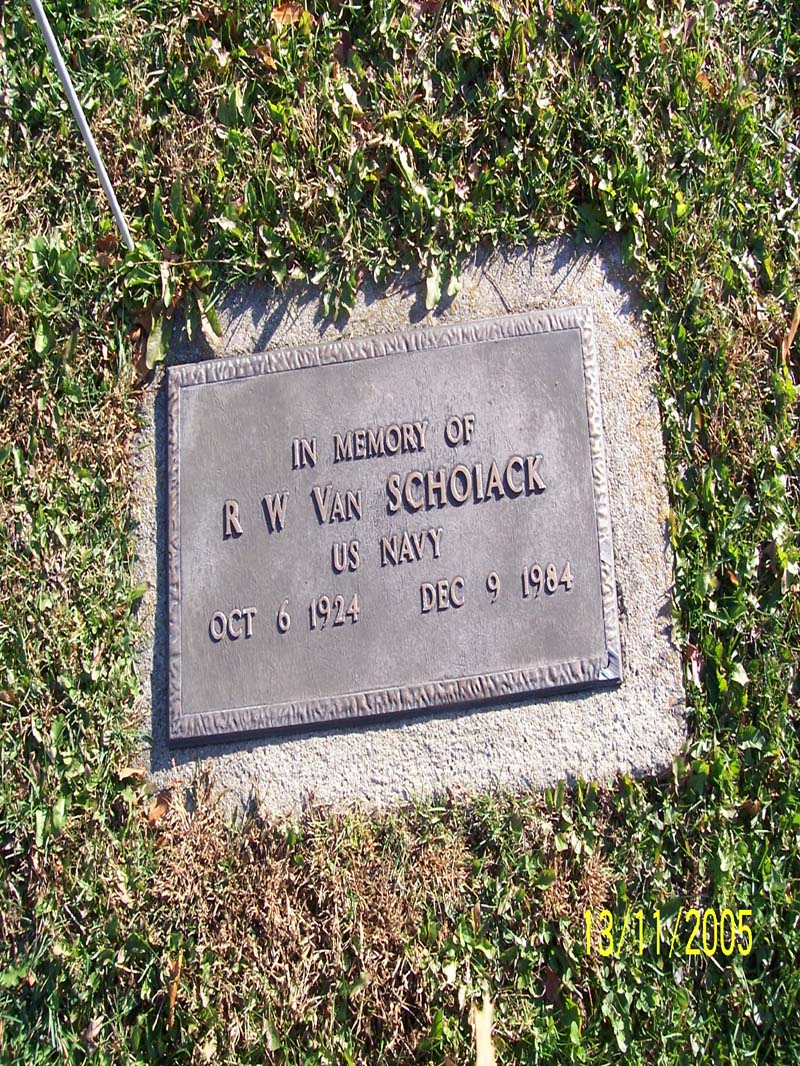 IN MEMORY OF
R W VAN SCHOIACK
US NAVY
OCT 6 1924 DEC 9 1984
13/11/2005